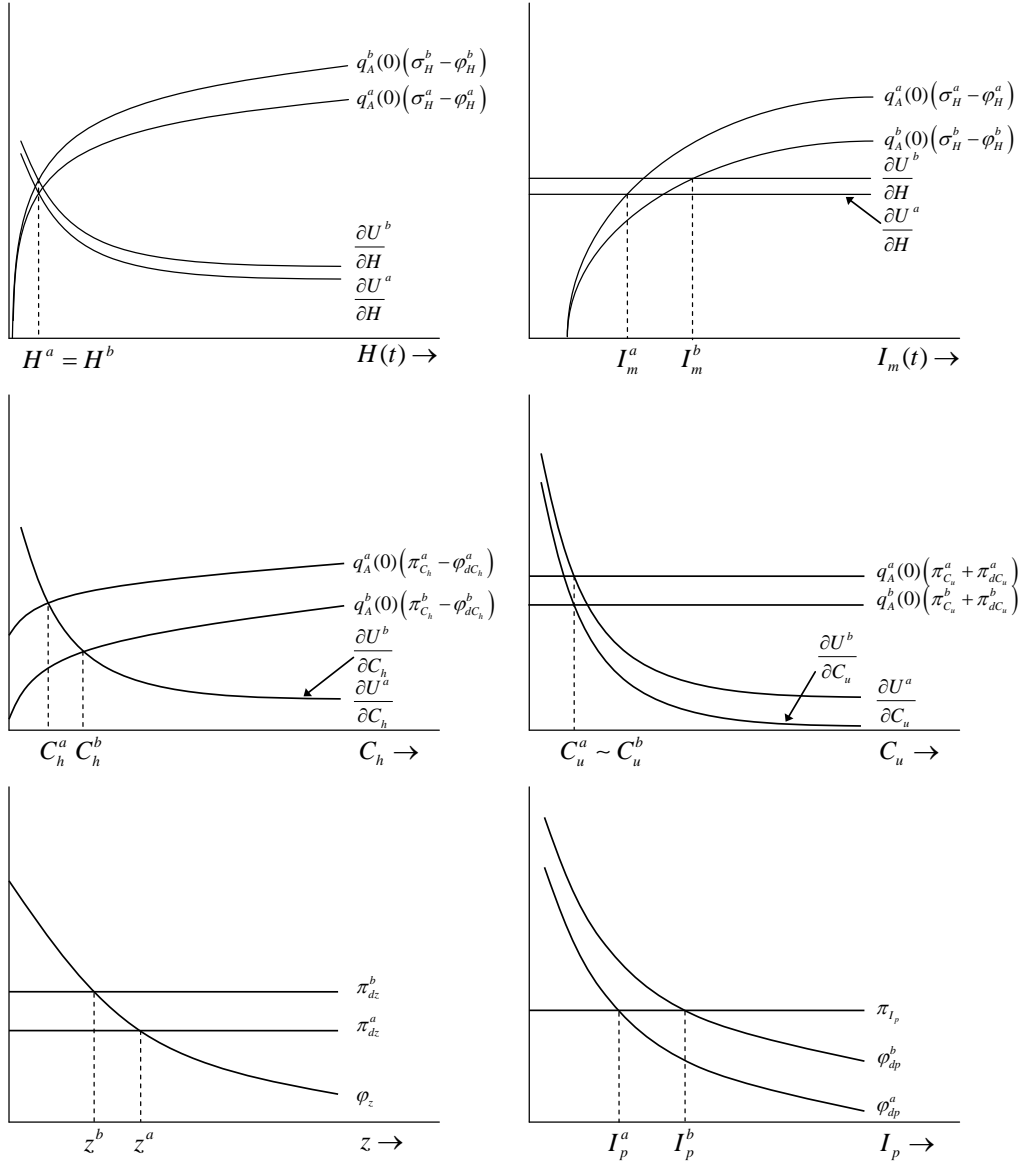 q_A^b(0)(σ_H^b − φ_H^b)
q_A^a(0)(σ_H^a − φ_H^a)
∂U^b/∂H
∂U^a/∂H
H^a = H^b
H(t) →
q_A^a(0)(σ_H^a − φ_H^a)
q_A^b(0)(σ_H^b − φ_H^b)
∂U^b/∂H
∂U^a/∂H
I_m^a
I_m^b
I_m(t) →
q_A^a(0)(π_{C_h}^a − φ_{dC_h}^a)
q_A^b(0)(π_{C_h}^b − φ_{dC_h}^b)
∂U^b/∂C_h
∂U^a/∂C_h
C_h^a C_h^b
C_h →
q_A^a(0)(π_{C_u}^a + π_{dC_u}^a)
q_A^b(0)(π_{C_u}^b + π_{dC_u}^b)
∂U^b/∂C_u
∂U^a/∂C_u
C_u^a ~ C_u^b
C_u →
π_{dz}^b
π_{dz}^a
φ_z
z^b
z^a
z →
π_{I_p}
φ_{dp}^b
φ_{dp}^a
I_p^a
I_p^b
I_p →